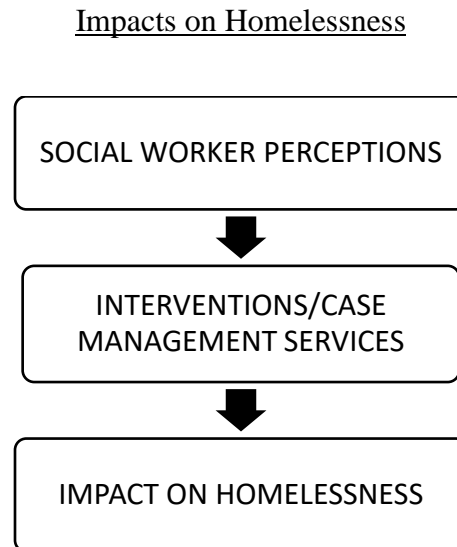 Impacts on Homelessness
SOCIAL WORKER PERCEPTIONS
INTERVENTIONS/CASE
MANAGEMENT SERVICES
IMPACT ON HOMELESSNESS